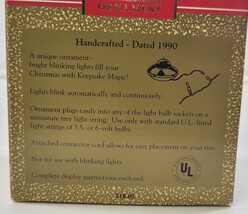 ORNAMENT
Handcrafted - Dated 1990
A unique ornament–
bright blinking lights fill your
Christmas with Keepsake Magic!
Lights blink automatically and continuously.
Ornament plugs easily into any of the light bulb sockets on a
miniature tree light string. Use only with standard U.L.-listed
light strings of 3.5- or 6-volt bulbs.
Attached connector cord allows for easy placement on your tree.
Not for use with blinking lights.
UL
Complete display instructions enclosed.